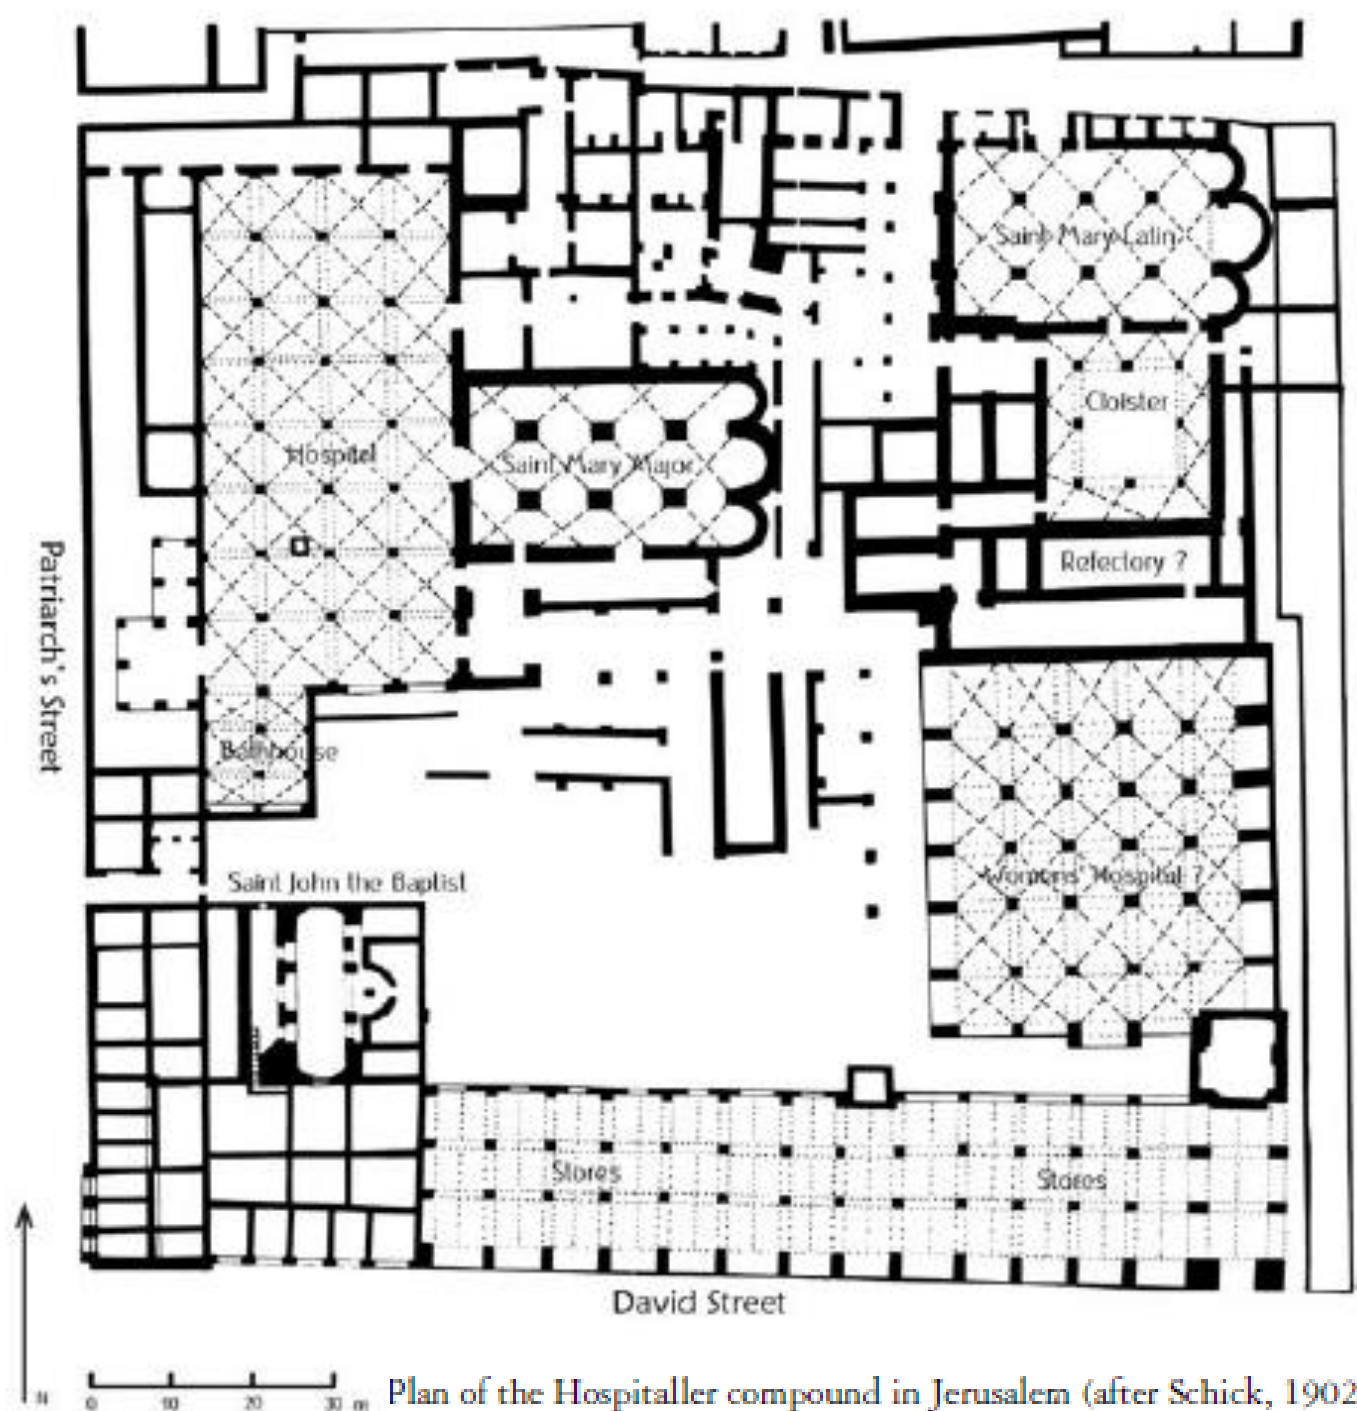 Saint Mary Latin
Cloister
Hospital
Saint Mary Major
Patriarch's Street
Refectory ?
Bathhouse
Saint John the Baptist
Womens' Hospital ?
Stores
Stores
David Street
N
0 10 20 30 m
Plan of the Hospitaller compound in Jerusalem (after Schick, 1902